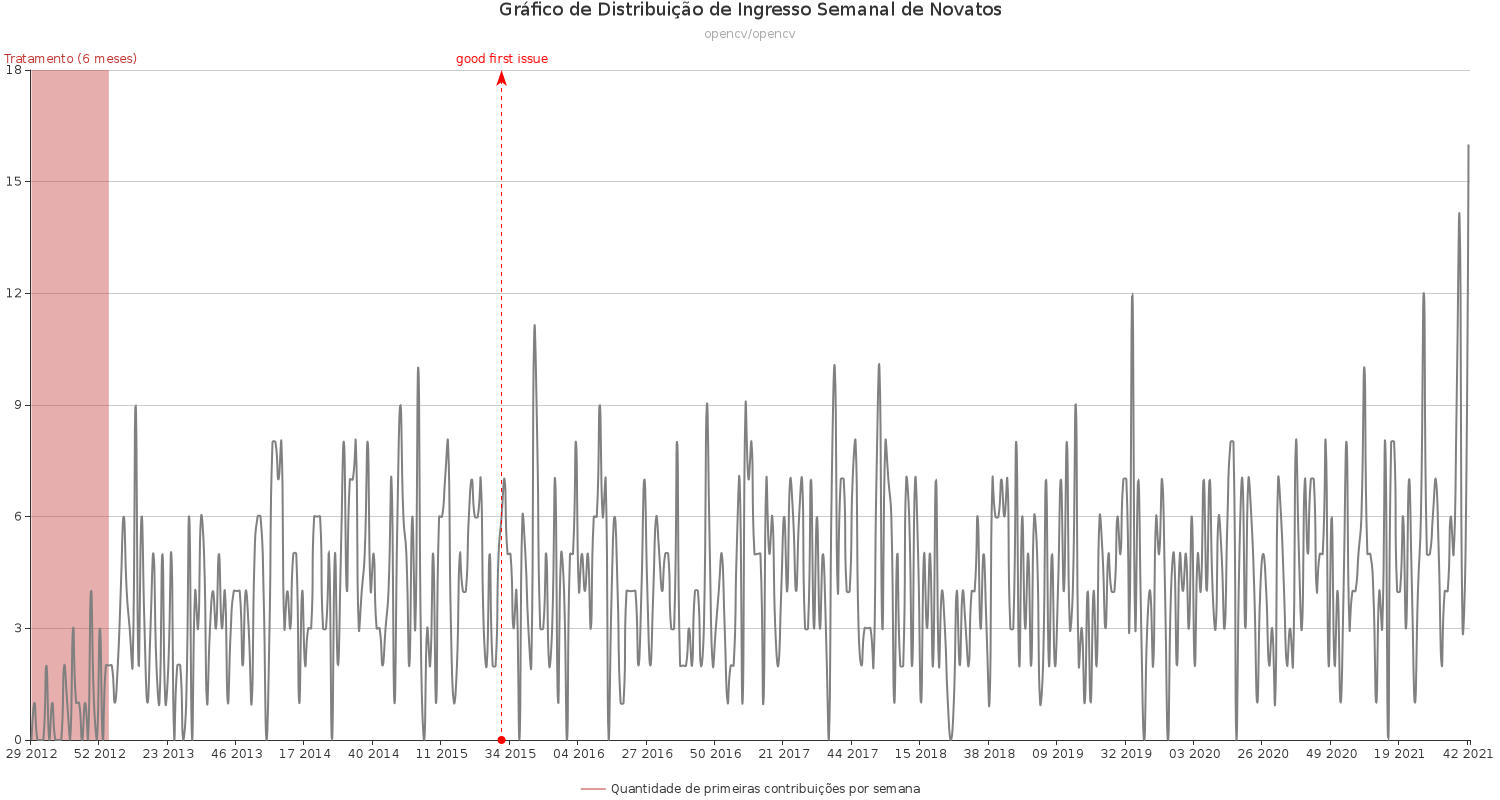 Gráfico de Distribuição de Ingresso Semanal de Novatos
opencv/opencv
Tratamento (6 meses)
good first issue
18
15
12
9
6
3
0
29 2012 52 2012 23 2013 46 2013 17 2014 40 2014 11 2015 34 2015 04 2016 27 2016 50 2016 21 2017 44 2017 15 2018 38 2018 09 2019 32 2019 03 2020 26 2020 49 2020 19 2021 42 2021
Quantidade de primeiras contribuições por semana